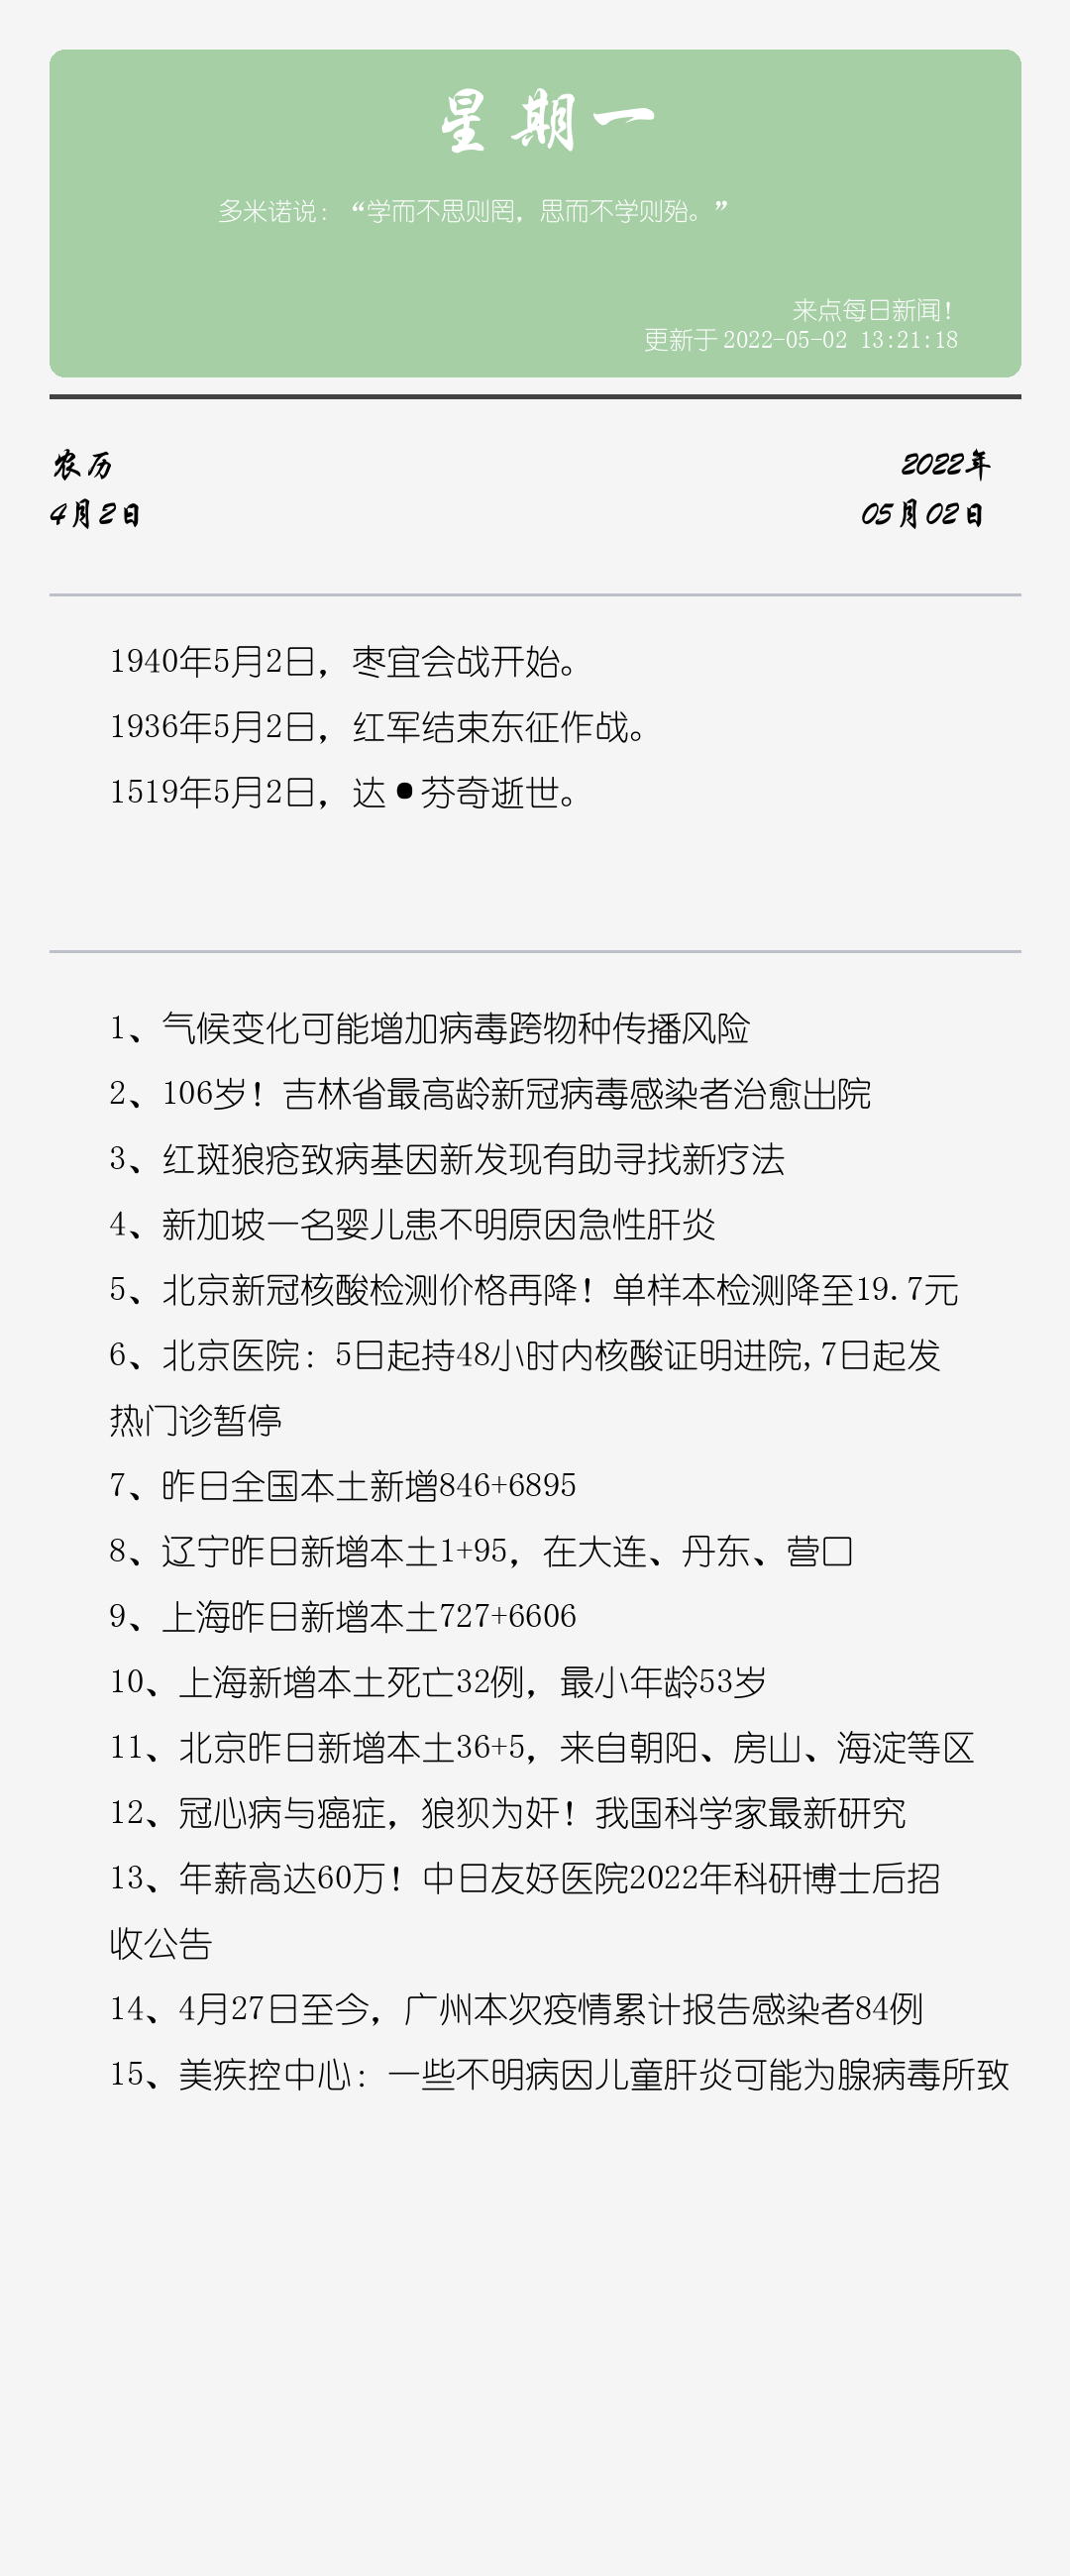 星期一
多米诺说：“学而不思则罔，思而不学则殆。”
来点每日新闻！
更新于2022-05-02 13:21:18
农历
2022年
4月2日
05月02日
1940年5月2日，枣宜会战开始。
1936年5月2日，红军结束东征作战。
1519年5月2日，达•芬奇逝世。
1、气候变化可能增加病毒跨物种传播风险
2、106岁！吉林省最高龄新冠病毒感染者治愈出院
3、红斑狼疮致病基因新发现有助寻找新疗法
4、新加坡一名婴儿患不明原因急性肝炎
5、北京新冠核酸检测价格再降！单样本检测降至19.7元
6、北京医院：5日起持48小时内核酸证明进院,7日起发
热门诊暂停
7、昨日全国本土新增846+6895
8、辽宁昨日新增本土1+95，在大连、丹东、营口
9、上海昨日新增本土727+6606
10、上海新增本土死亡32例，最小年龄53岁
11、北京昨日新增本土36+5，来自朝阳、房山、海淀等区
12、冠心病与癌症，狼狈为奸！我国科学家最新研究
13、年薪高达60万！中日友好医院2022年科研博士后招
收公告
14、4月27日至今，广州本次疫情累计报告感染者84例
15、美疾控中心：一些不明病因儿童肝炎可能为腺病毒所致